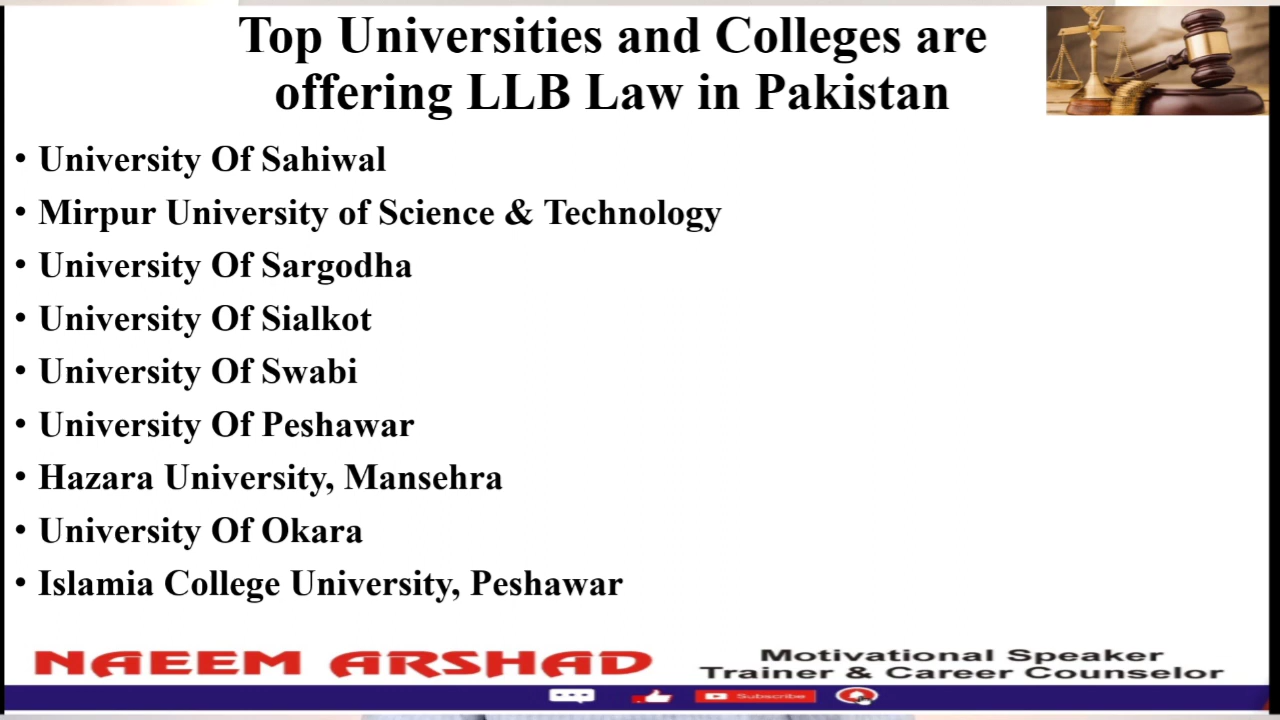 Top Universities and Colleges are
offering LLB Law in Pakistan
• University Of Sahiwal
• Mirpur University of Science & Technology
• University Of Sargodha
• University Of Sialkot
• University Of Swabi
• University Of Peshawar
• Hazara University, Mansehra
• University Of Okara
• Islamia College University, Peshawar
NAEEM ARSHAD
Motivational Speaker
Trainer & Career Counselor
Subscribe